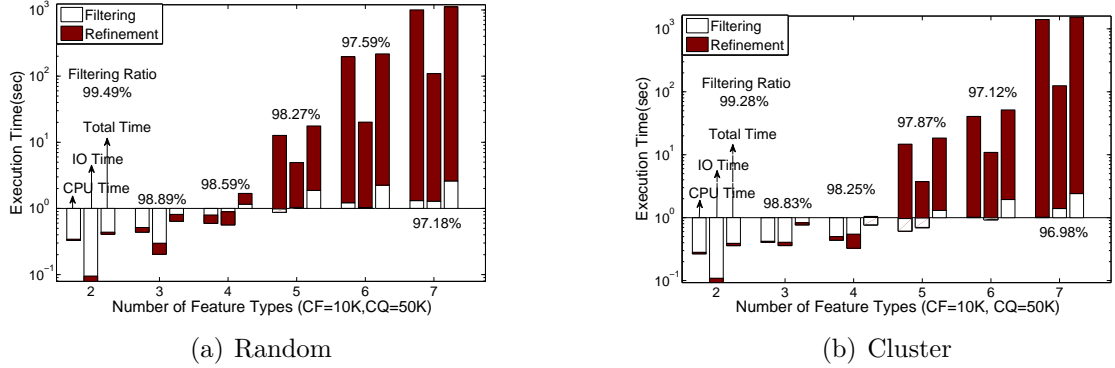 Filtering
Refinement
Filtering Ratio
99.49%
Total Time
IO Time
CPU Time
98.89%
98.59%
98.27%
97.59%
97.18%
10^3
10^2
10^1
10^0
10^-1
Execution Time(sec)
2 3 4 5 6 7
Number of Feature Types (CF=10K,CQ=50K)
(a) Random
Filtering
Refinement
Filtering Ratio
99.28%
Total Time
IO Time
CPU Time
98.83%
98.25%
97.87%
97.12%
96.98%
10^3
10^2
10^1
10^0
10^-1
Execution Time(sec)
2 3 4 5 6 7
Number of Feature Types (CF=10K, CQ=50K)
(b) Cluster